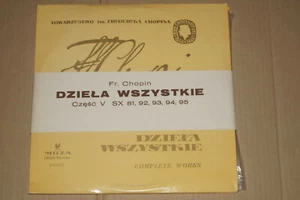 TOWARZYSTWO IM. FRYDERYKA CHOPINA
Fr. Chopin
DZIEŁA WSZYSTKIE
Część V SX 81, 92, 93, 94, 95
DZIEŁA
WSZYSTKIE
COMPLETE WORKS
MUZA